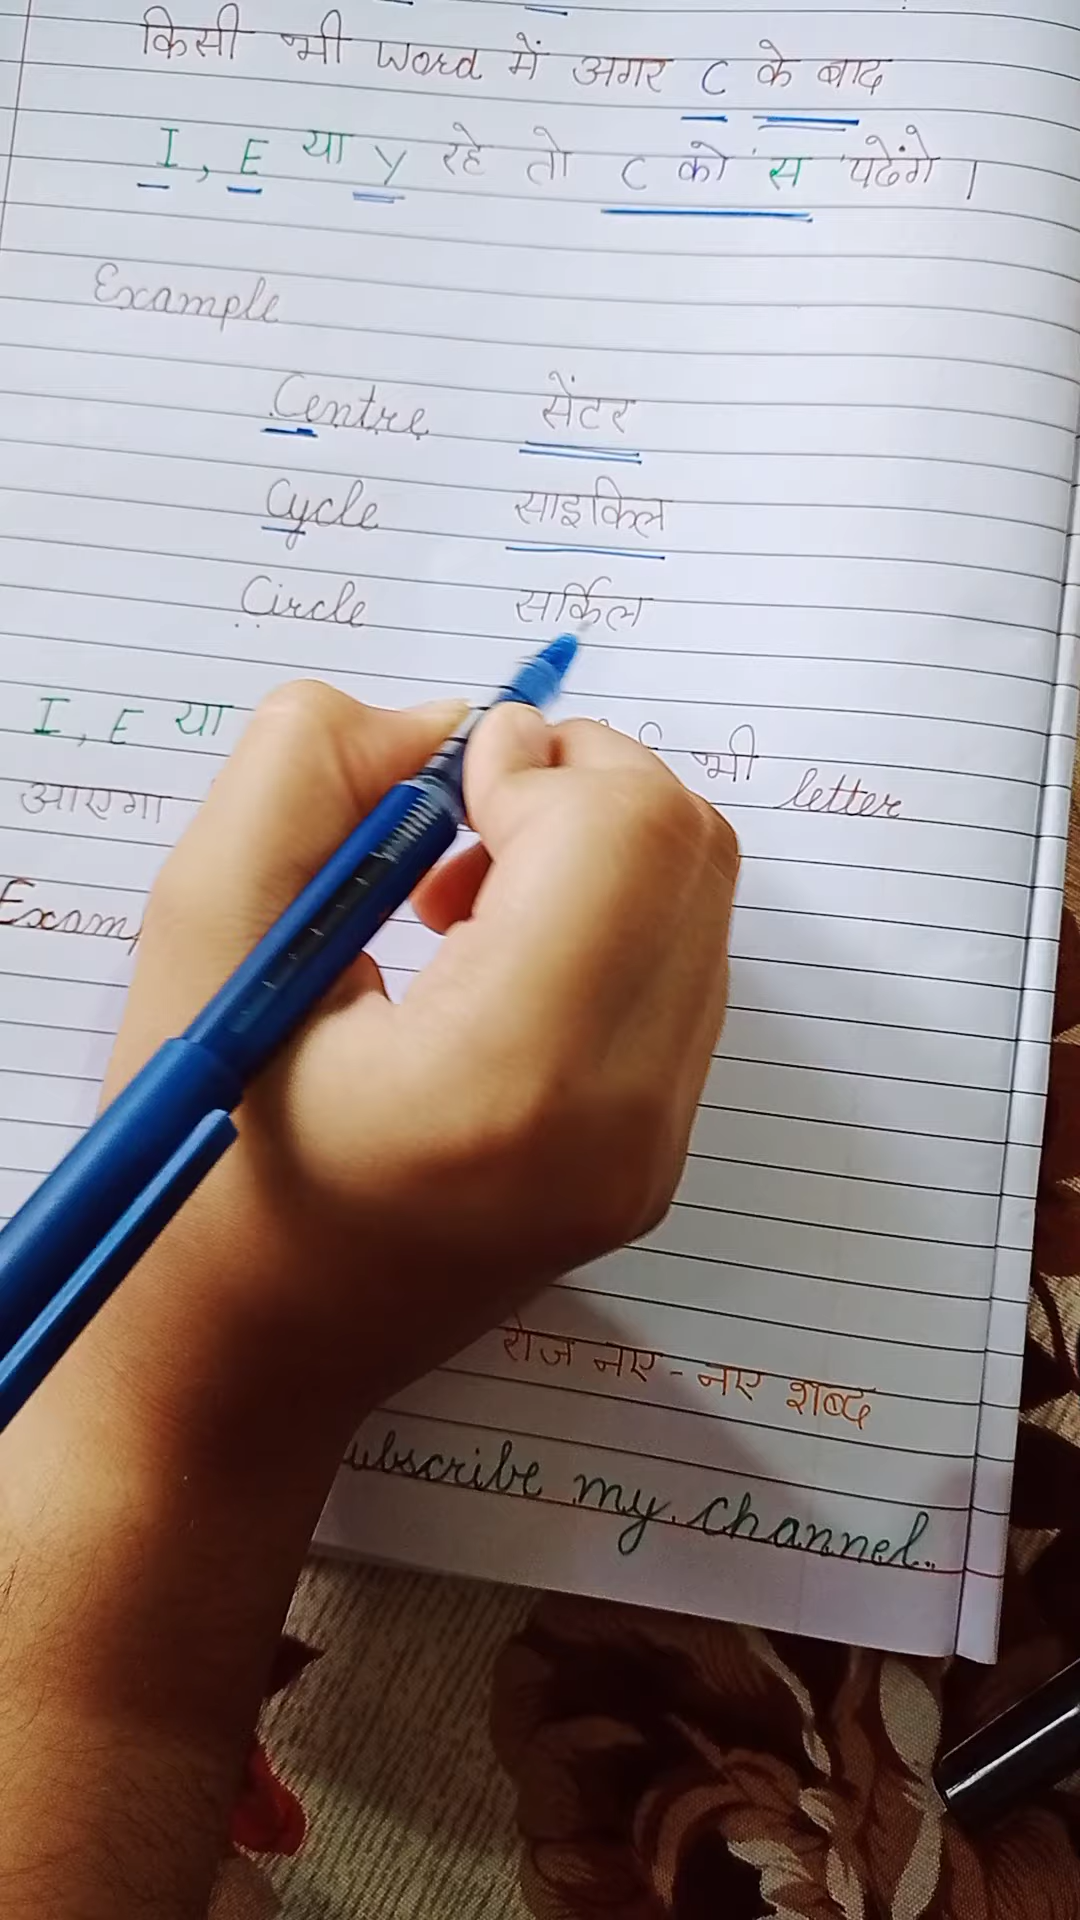 किसी भी Word में अगर C के बाद
I, E या Y रहे तो C को 'स' पढेंगे।
Example
Centre सेंटर
Cycle साइकिल
Circle सर्किल
I, E या भी letter
आएगा
Exam
रोज नए - नए शब्द
ubscribe my channel.